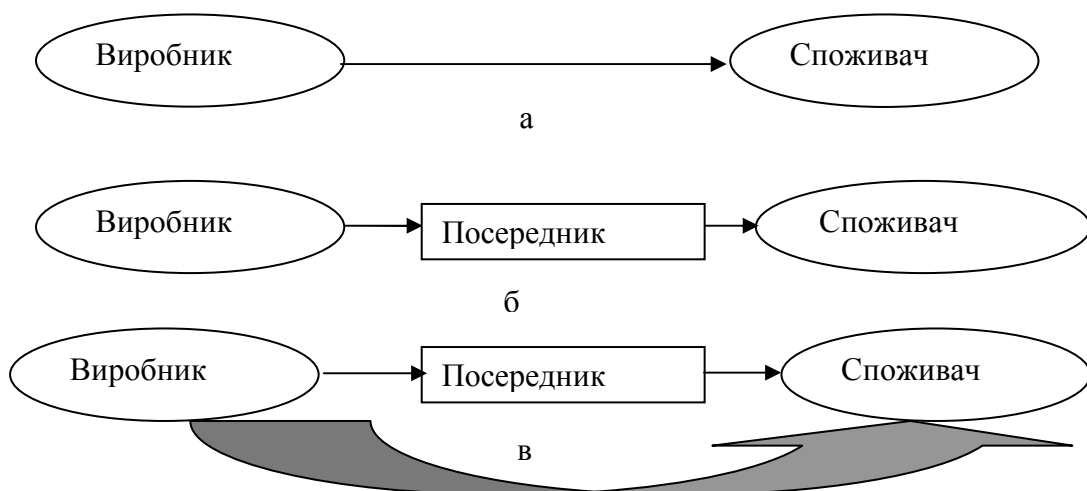 Виробник Споживач
а
Виробник Посередник Споживач
б
Виробник Посередник Споживач
в